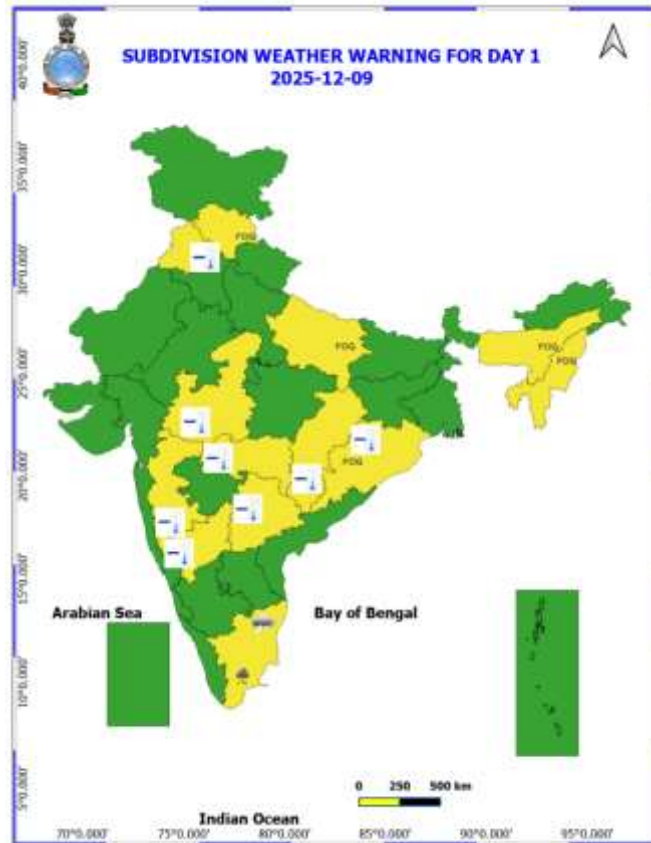 SUBDIVISION WEATHER WARNING FOR DAY 1
2025-12-09
40°0.000'
35°0.000'
30°0.000'
25°0.000'
20°0.000'
15°0.000'
10°0.000'
5°0.000'
FOG
FOG
FOG
FOG
FOG
Arabian Sea
Bay of Bengal
0 250 500 km
Indian Ocean
70°0.000' 75°0.000' 80°0.000' 85°0.000' 90°0.000' 95°0.000'